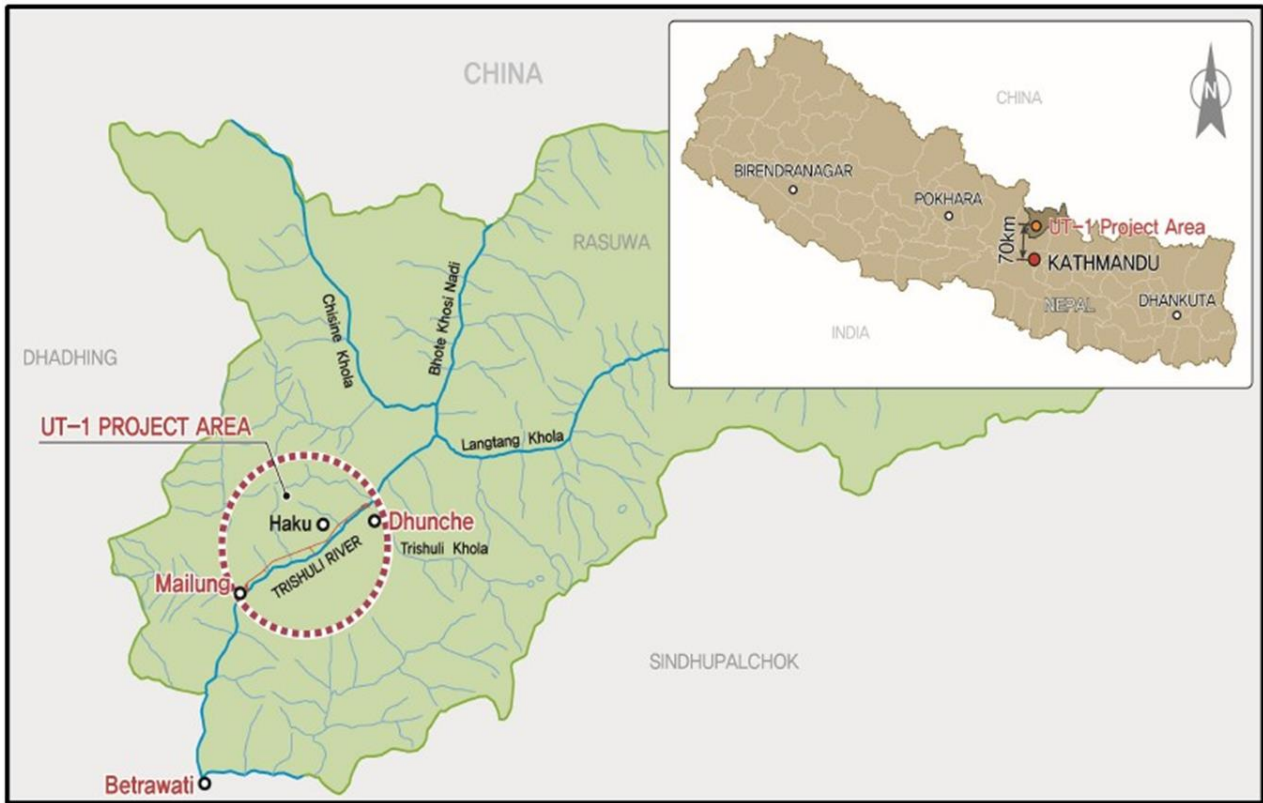 CHINA
RASUWA
DHADHING
Chisine Khola
Bhote Khosi Nadi
UT-1 PROJECT AREA
Langtang Khola
Haku
Dhunche
Trishuli Khola
TRISHULI RIVER
Mailung
SINDHUPALCHOK
Betrawati
N
CHINA
BIRENDRANAGAR
POKHARA
UT-1 Project Area
70km
KATHMANDU
NEPAL
DHANKUTA
INDIA